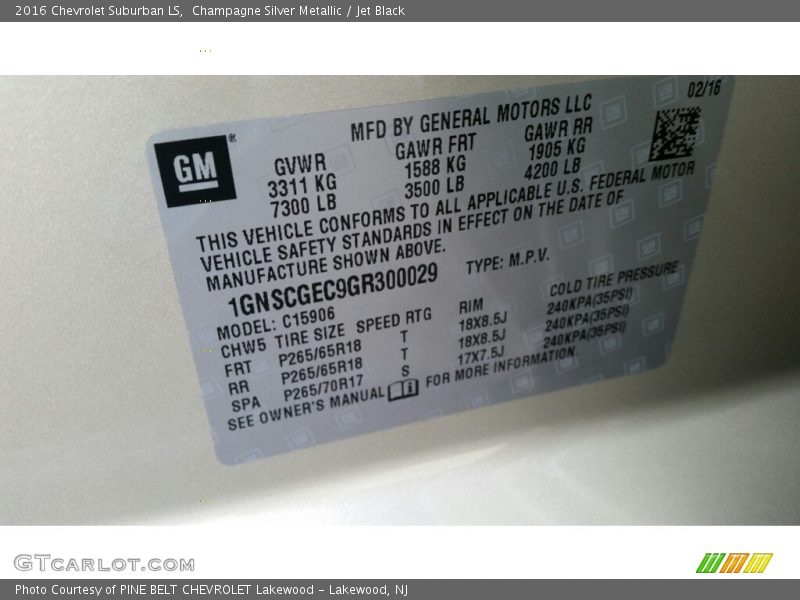 2016 Chevrolet Suburban LS,  Champagne Silver Metallic / Jet Black
02/16
MFD BY GENERAL MOTORS LLC
GM ®
GVWR GAWR FRT GAWR RR
3311 KG 1588 KG 1905 KG
7300 LB 3500 LB 4200 LB
THIS VEHICLE CONFORMS TO ALL APPLICABLE U.S. FEDERAL MOTOR
VEHICLE SAFETY STANDARDS IN EFFECT ON THE DATE OF
MANUFACTURE SHOWN ABOVE.
1GNSCGEC9GR300029 TYPE: M.P.V.
MODEL: C15906
CHW5 TIRE SIZE SPEED RTG RIM COLD TIRE PRESSURE
FRT P265/65R18 T 18X8.5J 240KPA(35PSI)
RR P265/65R18 T 18X8.5J 240KPA(35PSI)
SPA P265/70R17 S 17X7.5J 240KPA(35PSI)
SEE OWNER'S MANUAL FOR MORE INFORMATION.
GTCARLOT.COM
Photo Courtesy of PINE BELT CHEVROLET Lakewood - Lakewood, NJ